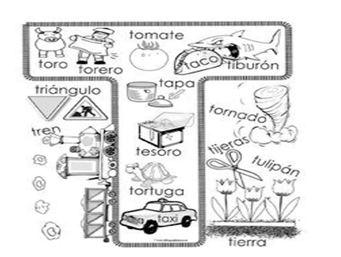 tomate
toro
torero
taco
tiburón
triángulo
tapa
tornado
tren
tesoro
tijeras
tulipán
tortuga
taxi
tierra